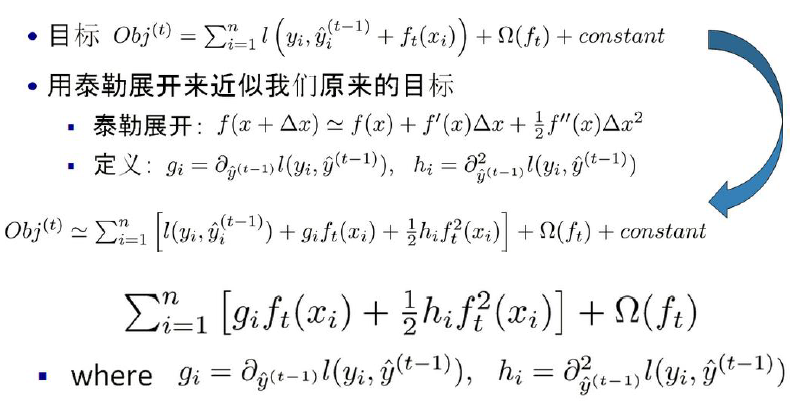 • 目标 Obj^{(t)} = \sum_{i=1}^{n} l\left(y_i, \hat{y}_i^{(t-1)} + f_t(x_i)\right) + \Omega(f_t) + constant
• 用泰勒展开来近似我们原来的目标
▪ 泰勒展开: f(x + \Delta x) \simeq f(x) + f'(x)\Delta x + \frac{1}{2} f''(x)\Delta x^2
▪ 定义: g_i = \partial_{\hat{y}^{(t-1)}} l(y_i, \hat{y}^{(t-1)}), h_i = \partial^2_{\hat{y}^{(t-1)}} l(y_i, \hat{y}^{(t-1)})
Obj^{(t)} \simeq \sum_{i=1}^{n} \left[ l(y_i, \hat{y}_i^{(t-1)}) + g_i f_t(x_i) + \frac{1}{2} h_i f_t^2(x_i) \right] + \Omega(f_t) + constant
\sum_{i=1}^{n} \left[ g_i f_t(x_i) + \frac{1}{2} h_i f_t^2(x_i) \right] + \Omega(f_t)
▪ where g_i = \partial_{\hat{y}^{(t-1)}} l(y_i, \hat{y}^{(t-1)}), h_i = \partial^2_{\hat{y}^{(t-1)}} l(y_i, \hat{y}^{(t-1)})